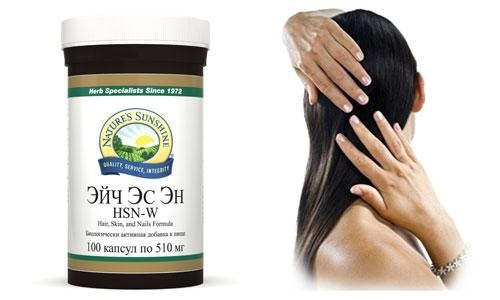 Herb Specialists Since 1972
NATURE'S SUNSHINE
QUALITY, SERVICE, INTEGRITY
ЭЙЧ ЭС ЭН
HSN-W
Hair, Skin, and Nails Formula
Биологически активная добавка к пище
100 капсул по 510 мг